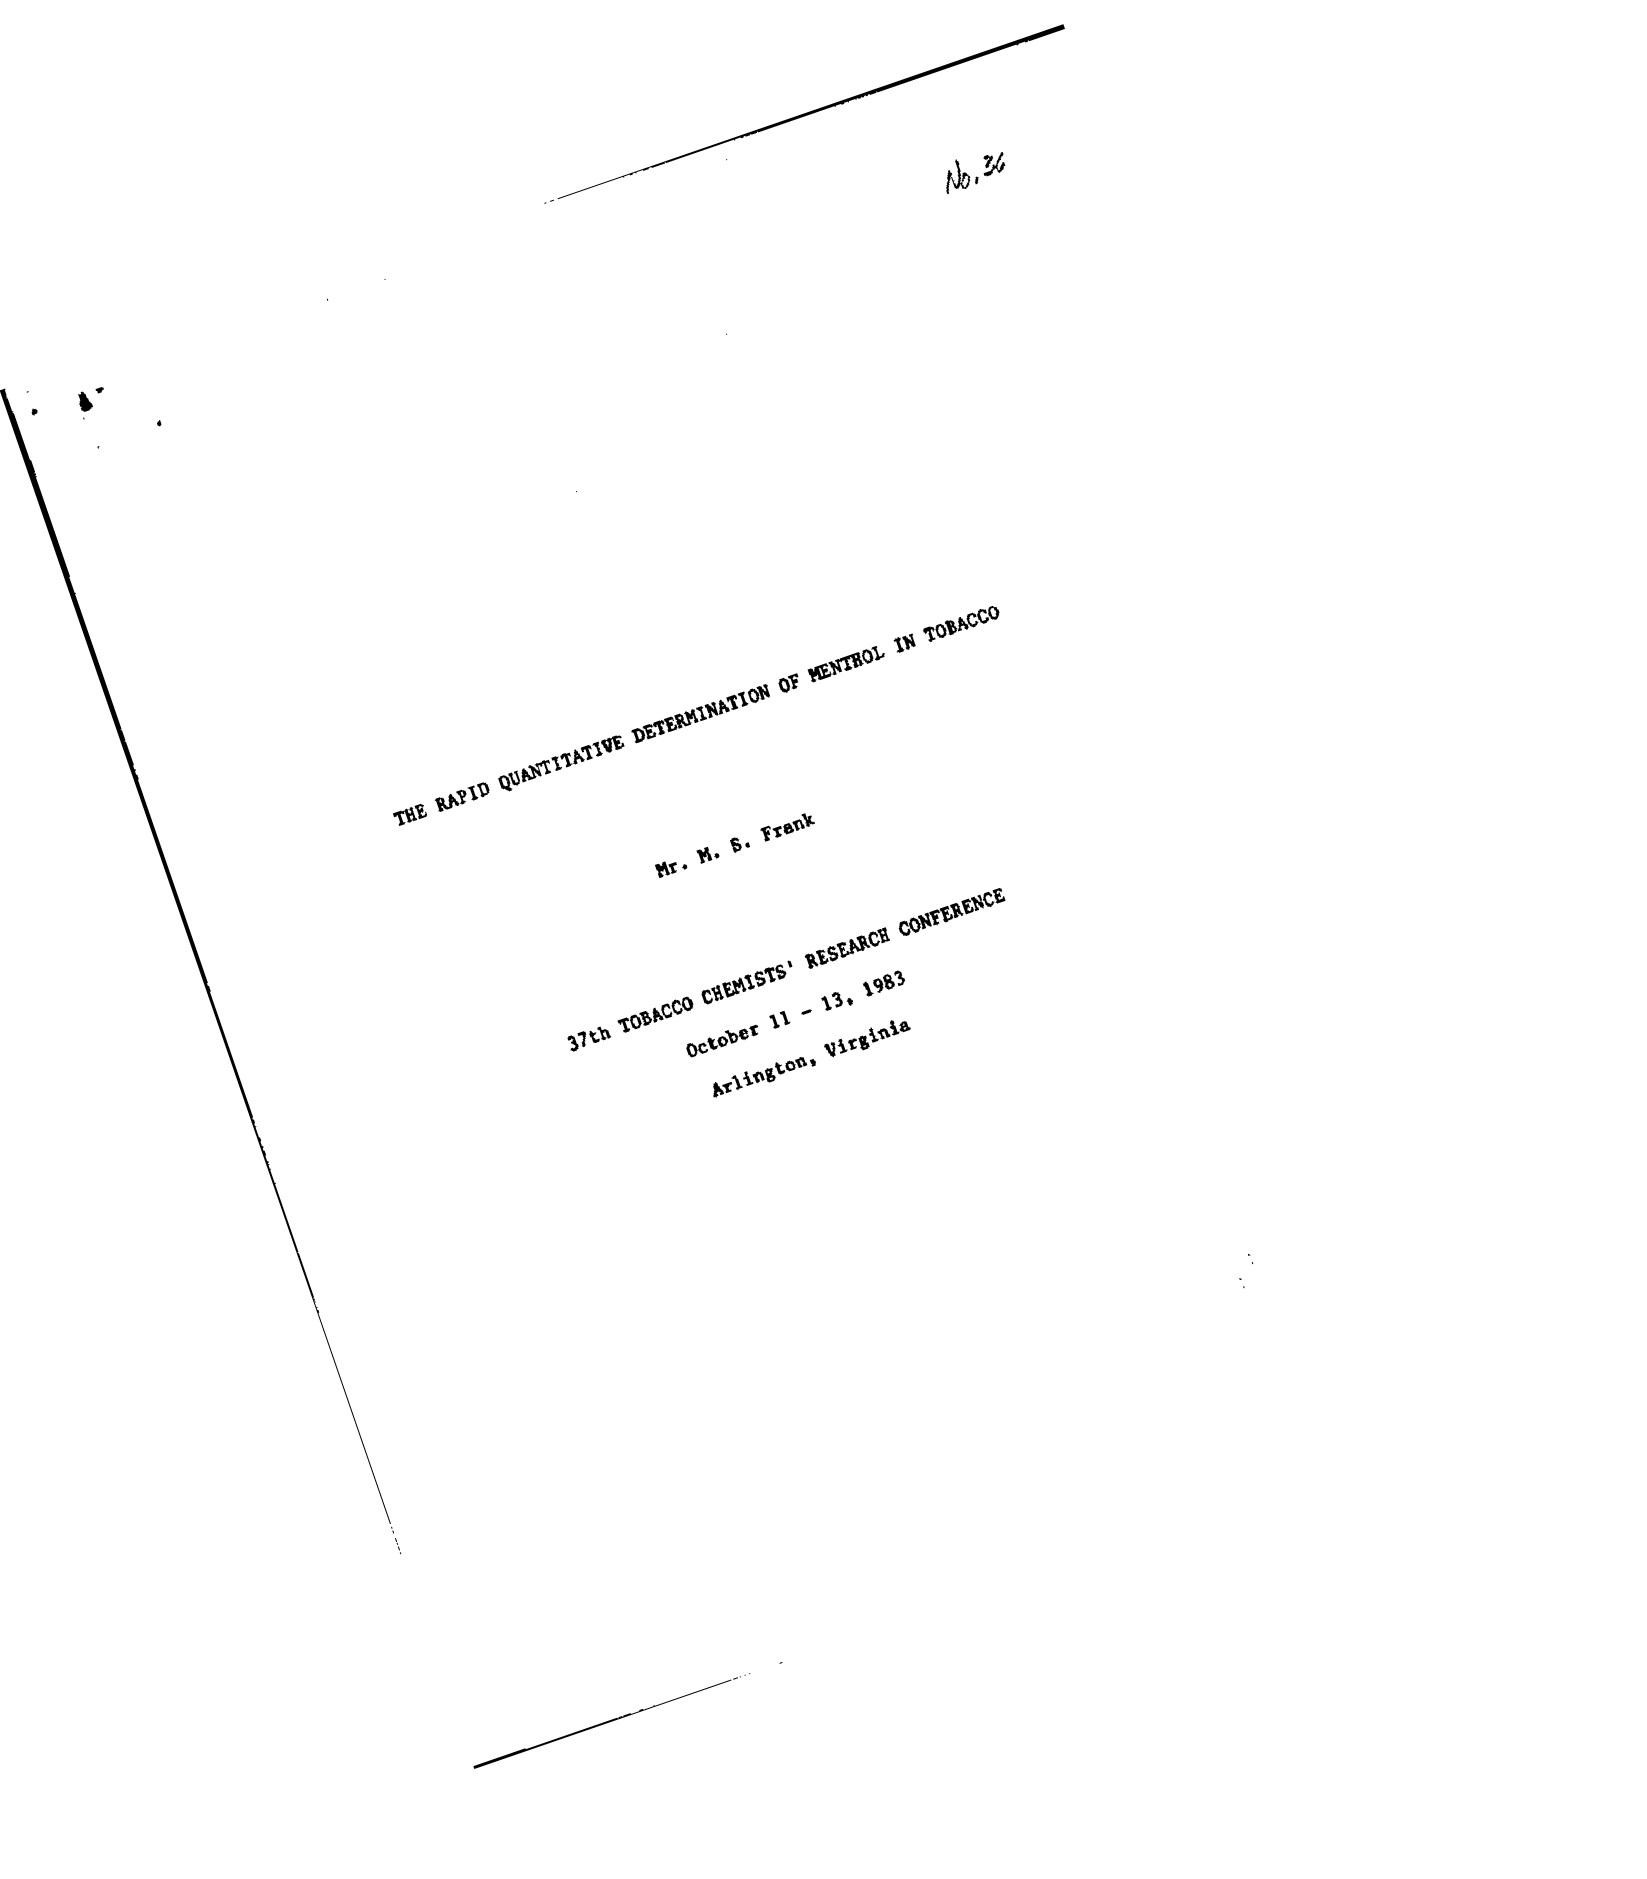 No. 36
THE RAPID QUANTITATIVE DETERMINATION OF MENTHOL IN TOBACCO
Mr. M. S. Frank
37th TOBACCO CHEMISTS' RESEARCH CONFERENCE
October 11 - 13, 1983
Arlington, Virginia